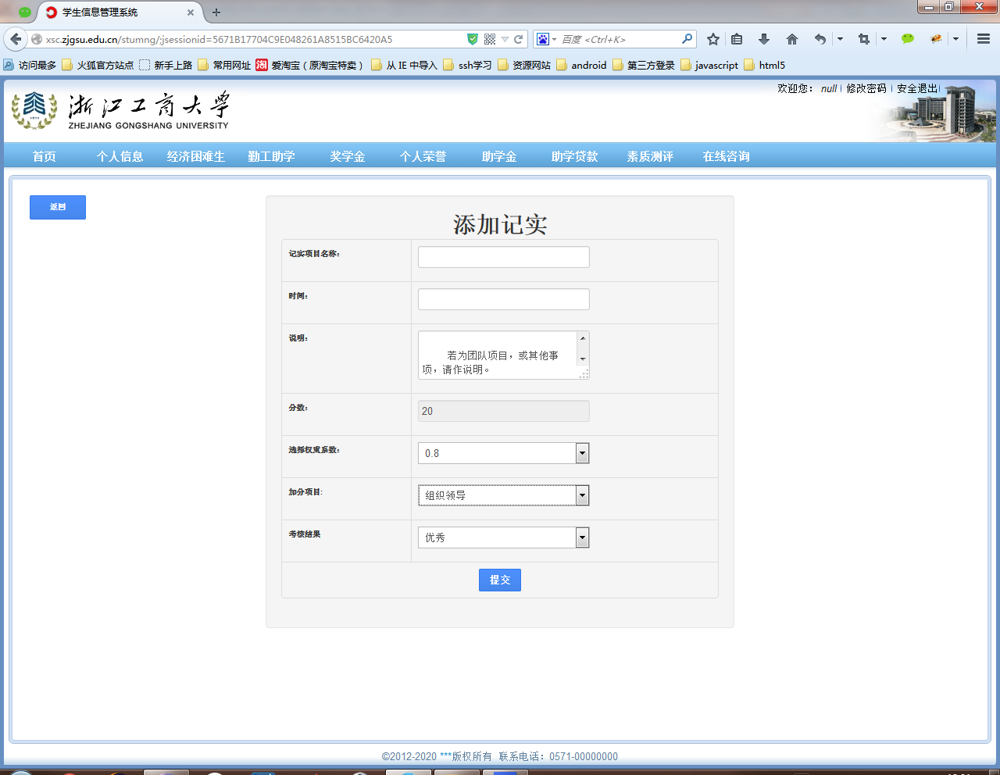 学生信息管理系统
xsc.zjgsu.edu.cn/stumng/;jsessionid=5671B17704C9E048261A8515BC6420A5
百度 <Ctrl+K>
访问最多 火狐官方站点 新手上路 常用网址 淘 爱淘宝（原淘宝特卖） 从 IE 中导入 ssh学习 资源网站 android 第三方登录 javascript html5
浙江工商大学
ZHEJIANG GONGSHANG UNIVERSITY
欢迎您： null | 修改密码 | 安全退出|
首页 个人信息 经济困难生 勤工助学 奖学金 个人荣誉 助学金 助学贷款 素质测评 在线咨询
返回
添加记实
记实项目名称：
时间：
说明：
若为团队项目，或其他事
项，请作说明。
分数：
20
选择权重系数：
0.8
加分项目:
组织领导
考核结果
优秀
提交
©2012-2020 ***版权所有 联系电话：0571-00000000